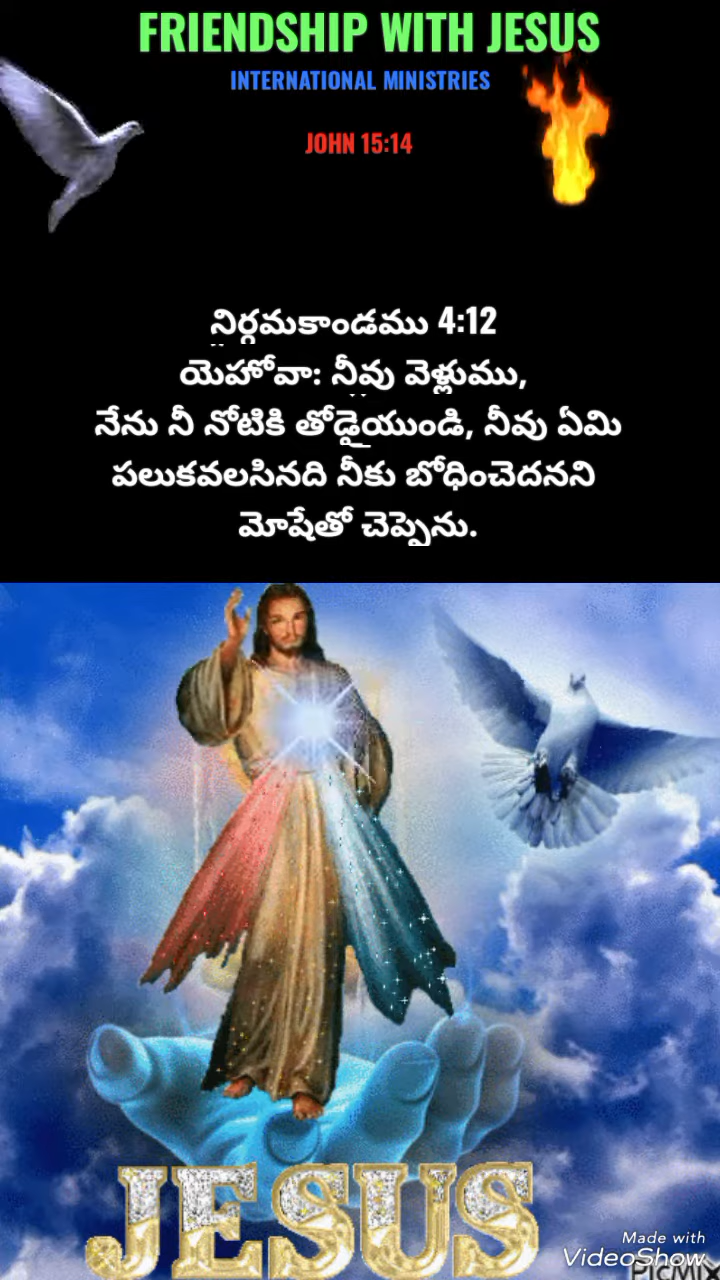 FRIENDSHIP WITH JESUS
INTERNATIONAL MINISTRIES
JOHN 15:14
నిర్గమకాండము 4:12
యెహోవా: నీవు వెళ్లుము,
నేను నీ నోటికి తోడైయుండి, నీవు ఏమి
పలుకవలసినది నీకు బోధించెదనని
మోషేతో చెప్పెను.
JESUS
Made with
VideoShow
PicMix